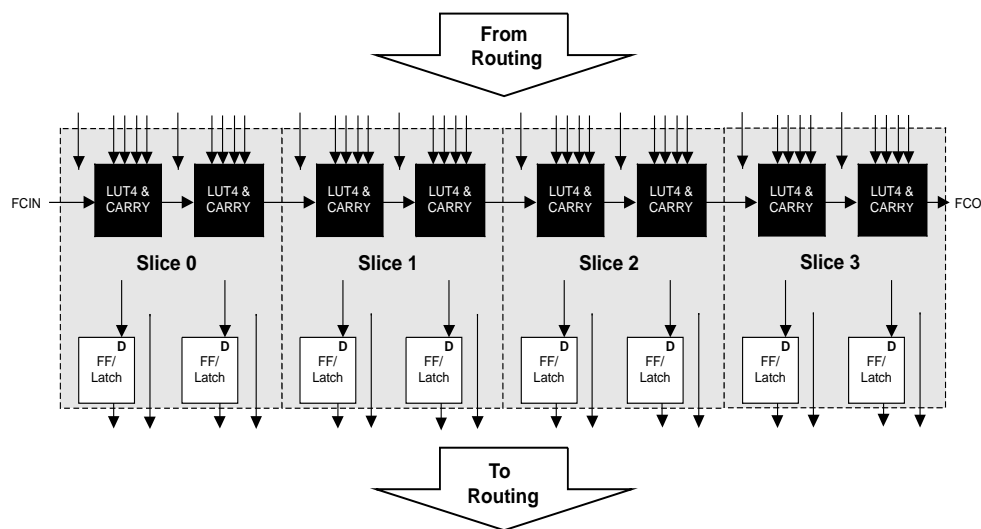 From
Routing
LUT4 &
CARRY
LUT4 &
CARRY
LUT4 &
CARRY
LUT4 &
CARRY
LUT4 &
CARRY
LUT4 &
CARRY
LUT4 &
CARRY
LUT4 &
CARRY
FCIN
FCO
Slice 0
Slice 1
Slice 2
Slice 3
D
FF/
Latch
D
FF/
Latch
D
FF/
Latch
D
FF/
Latch
D
FF/
Latch
D
FF/
Latch
D
FF/
Latch
D
FF/
Latch
To
Routing